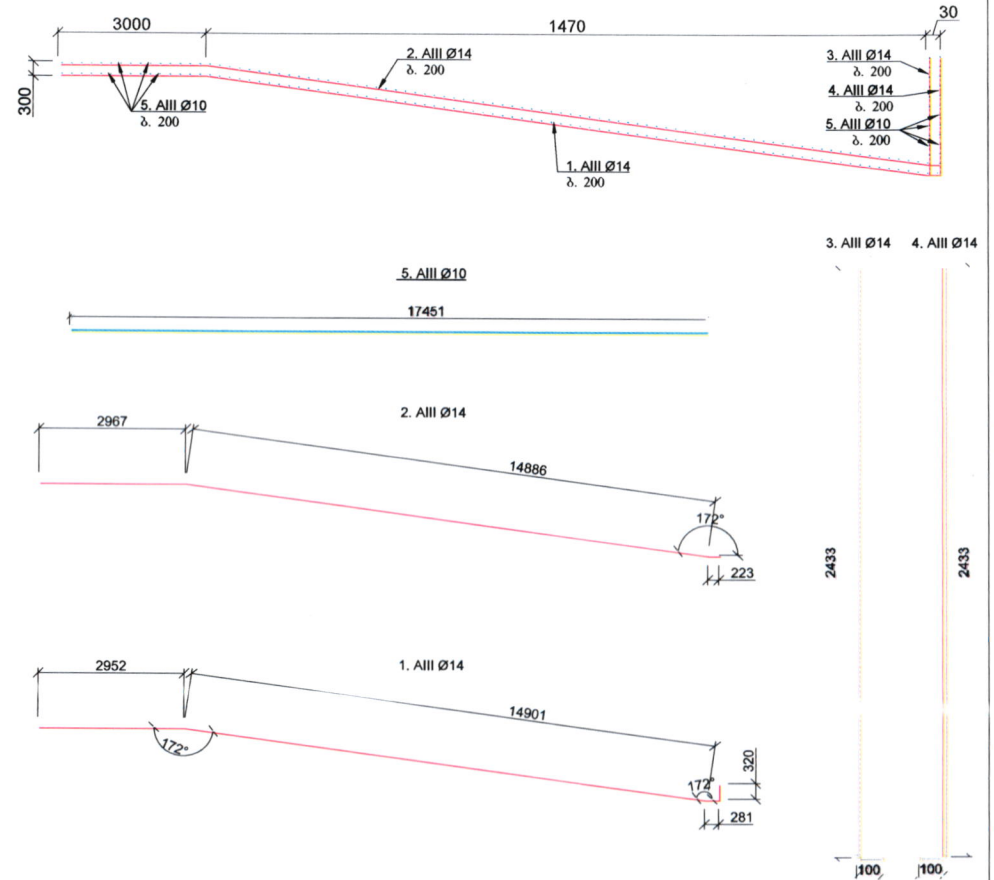 3000
1470
30
300
2. AIII Ø14
ბ. 200
5. AIII Ø10
ბ. 200
1. AIII Ø14
ბ. 200
3. AIII Ø14
ბ. 200
4. AIII Ø14
ბ. 200
5. AIII Ø10
ბ. 200
3. AIII Ø14
4. AIII Ø14
5. AIII Ø10
17451
2. AIII Ø14
2967
14886
172°
223
2433
2433
1. AIII Ø14
2952
14901
172°
172°
320
281
100
100